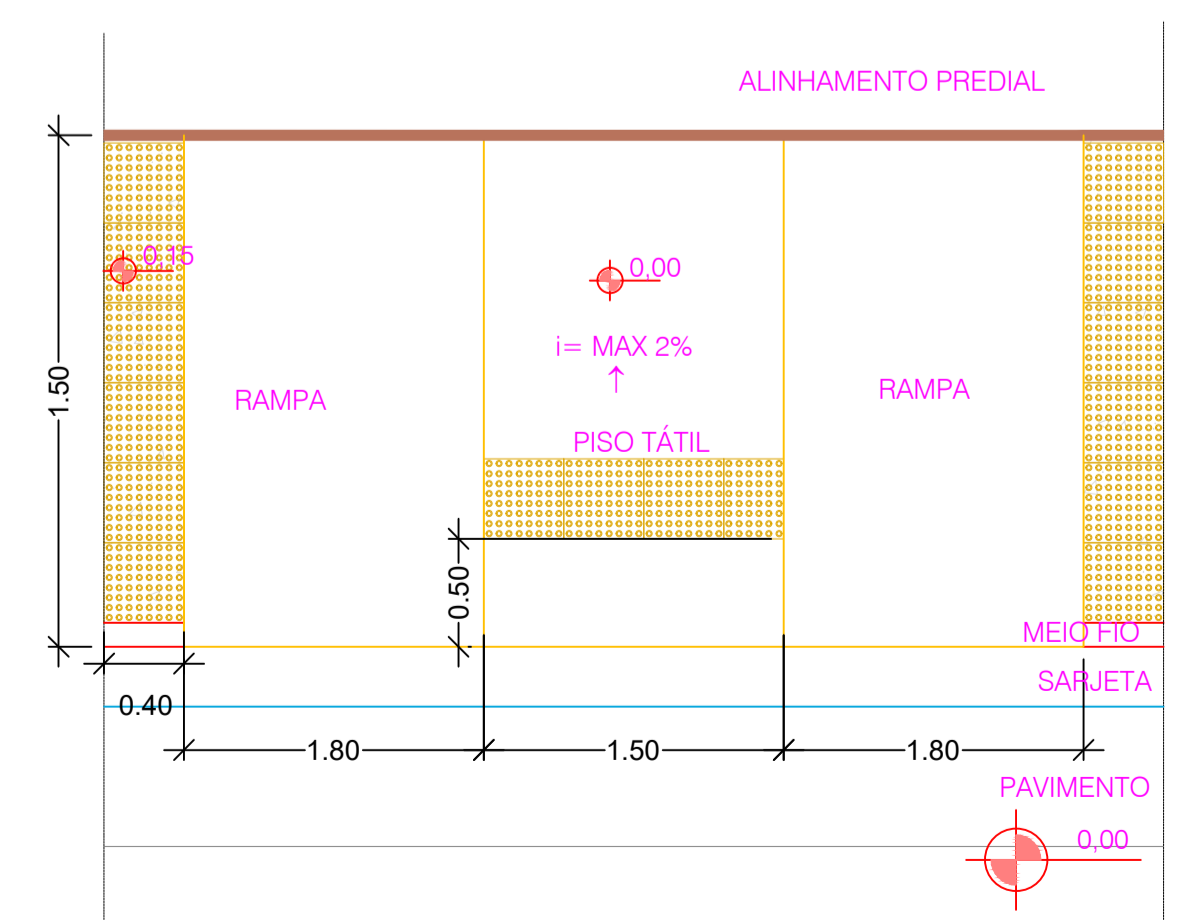 ALINHAMENTO PREDIAL
0,15
0,00
i= MAX 2%
↑
1.50
RAMPA
RAMPA
PISO TÁTIL
0.50
MEIO FIO
SARJETA
0.40
1.80
1.50
1.80
PAVIMENTO
0,00